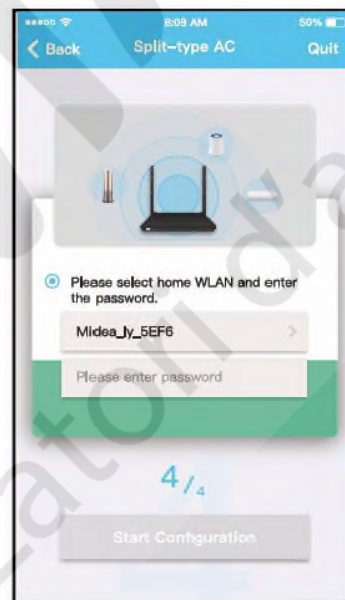 8:08 AM 50%
Back Split-type AC Quit
Please select home WLAN and enter
the password.
Midea_ly_5EF6
Please enter password
4/4
Start Configuration